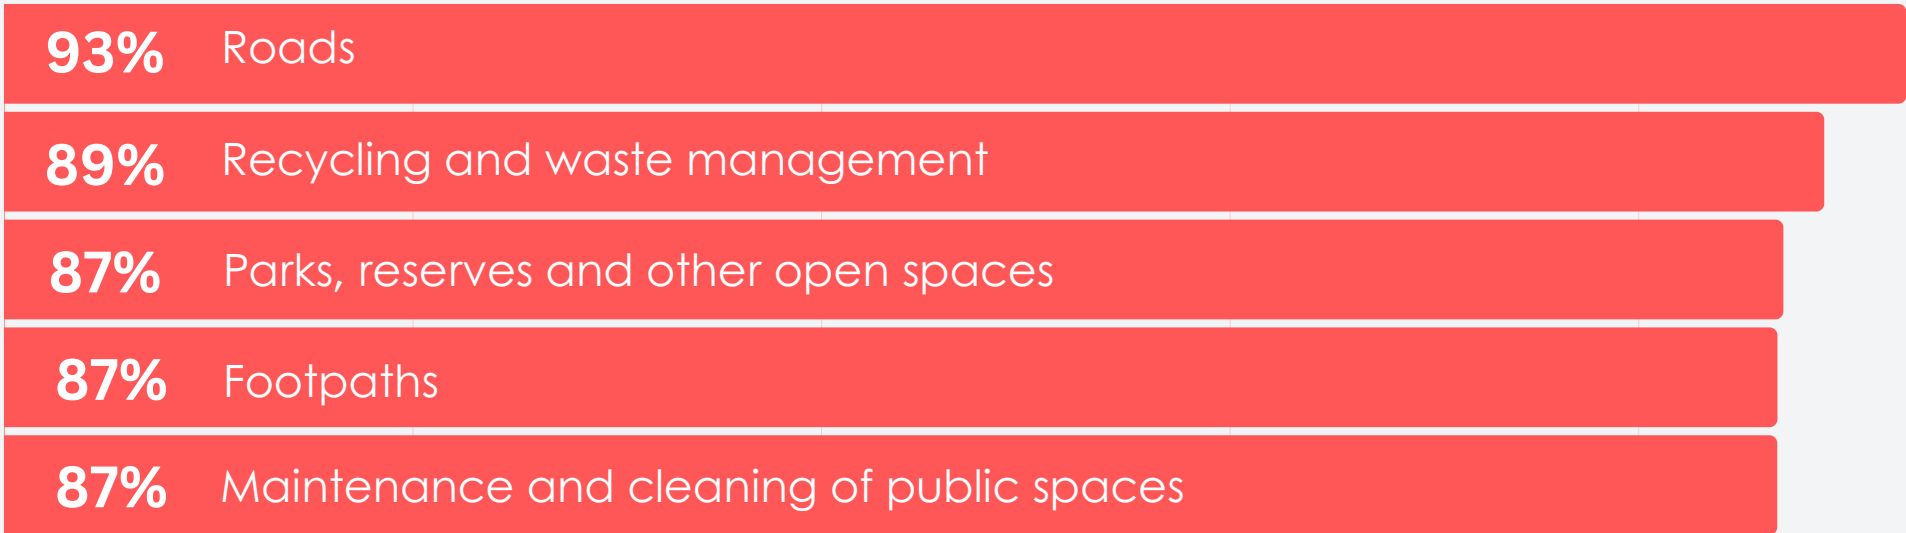 93% Roads
89% Recycling and waste management
87% Parks, reserves and other open spaces
87% Footpaths
87% Maintenance and cleaning of public spaces